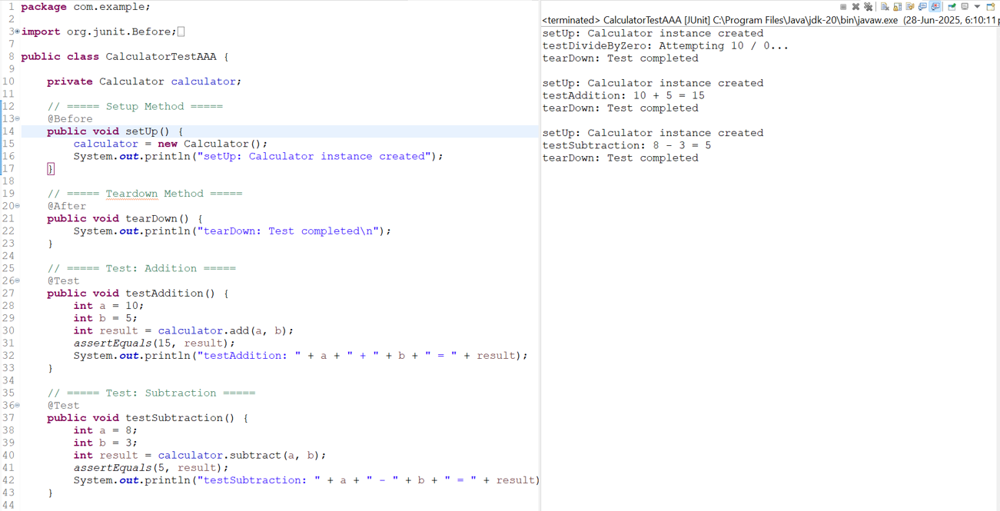 1 package com.example;
2
3 import org.junit.Before;
7
8 public class CalculatorTestAAA {
9
10     private Calculator calculator;
11
12     // ===== Setup Method =====
13     @Before
14     public void setUp() {
15         calculator = new Calculator();
16         System.out.println("setUp: Calculator instance created");
17     }
18
19     // ===== Teardown Method =====
20     @After
21     public void tearDown() {
22         System.out.println("tearDown: Test completed\n");
23     }
24
25     // ===== Test: Addition =====
26     @Test
27     public void testAddition() {
28         int a = 10;
29         int b = 5;
30         int result = calculator.add(a, b);
31         assertEquals(15, result);
32         System.out.println("testAddition: " + a + " + " + b + " = " + result);
33     }
34
35     // ===== Test: Subtraction =====
36     @Test
37     public void testSubtraction() {
38         int a = 8;
39         int b = 3;
40         int result = calculator.subtract(a, b);
41         assertEquals(5, result);
42         System.out.println("testSubtraction: " + a + " - " + b + " = " + result)
43     }
44
<terminated> CalculatorTestAAA [JUnit] C:\Program Files\Java\jdk-20\bin\javaw.exe (28-Jun-2025, 6:10:11 p
setUp: Calculator instance created
testDivideByZero: Attempting 10 / 0...
tearDown: Test completed

setUp: Calculator instance created
testAddition: 10 + 5 = 15
tearDown: Test completed

setUp: Calculator instance created
testSubtraction: 8 - 3 = 5
tearDown: Test completed